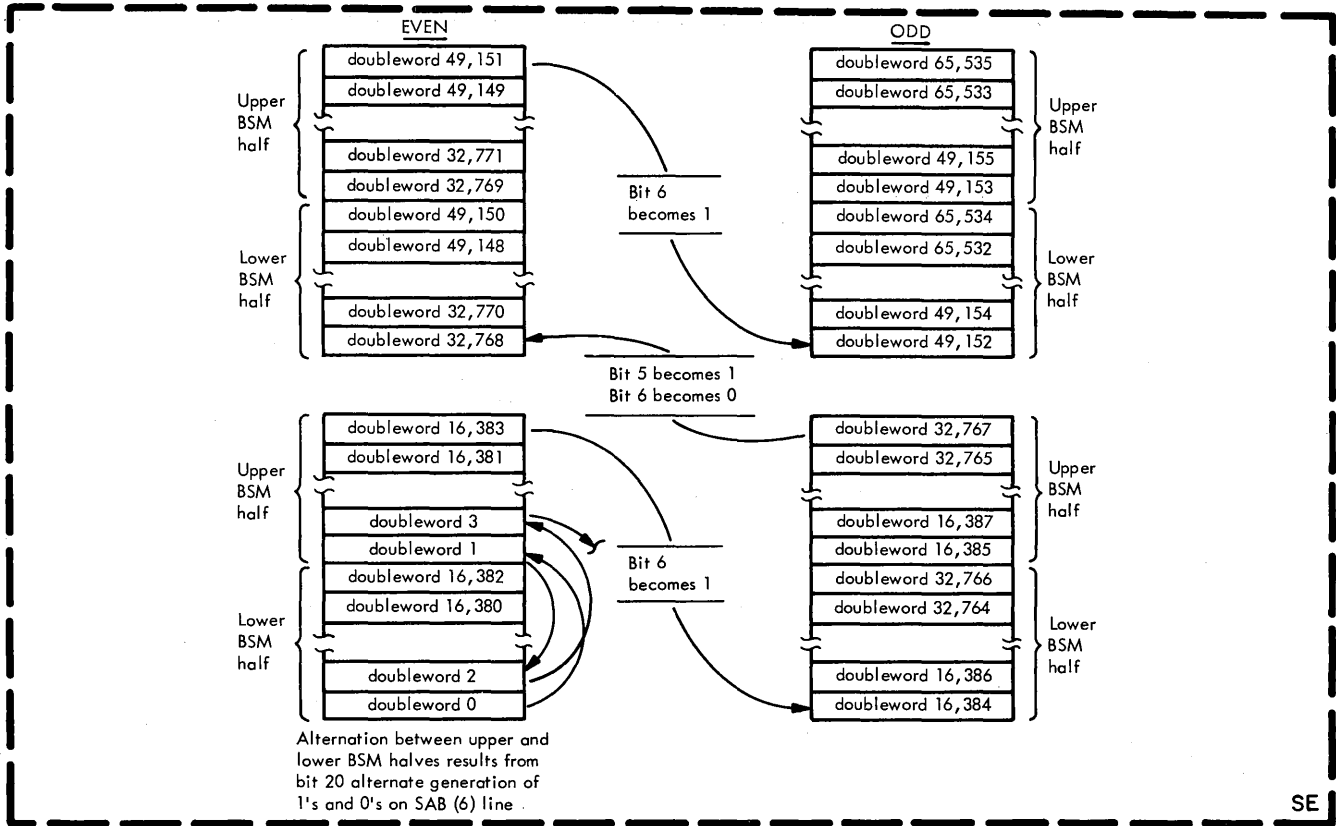 EVEN
doubleword 49,151
doubleword 49,149
doubleword 32,771
doubleword 32,769
doubleword 49,150
doubleword 49,148
doubleword 32,770
doubleword 32,768
Upper
BSM
half
Lower
BSM
half
Bit 6
becomes 1
ODD
doubleword 65,535
doubleword 65,533
doubleword 49,155
doubleword 49,153
doubleword 65,534
doubleword 65,532
doubleword 49,154
doubleword 49,152
Upper
BSM
half
Lower
BSM
half
Bit 5 becomes 1
Bit 6 becomes 0
doubleword 16,383
doubleword 16,381
doubleword 3
doubleword 1
doubleword 16,382
doubleword 16,380
doubleword 2
doubleword 0
Upper
BSM
half
Lower
BSM
half
Bit 6
becomes 1
doubleword 32,767
doubleword 32,765
doubleword 16,387
doubleword 16,385
doubleword 32,766
doubleword 32,764
doubleword 16,386
doubleword 16,384
Upper
BSM
half
Lower
BSM
half
Alternation between upper and
lower BSM halves results from
bit 20 alternate generation of
1's and 0's on SAB (6) line
SE